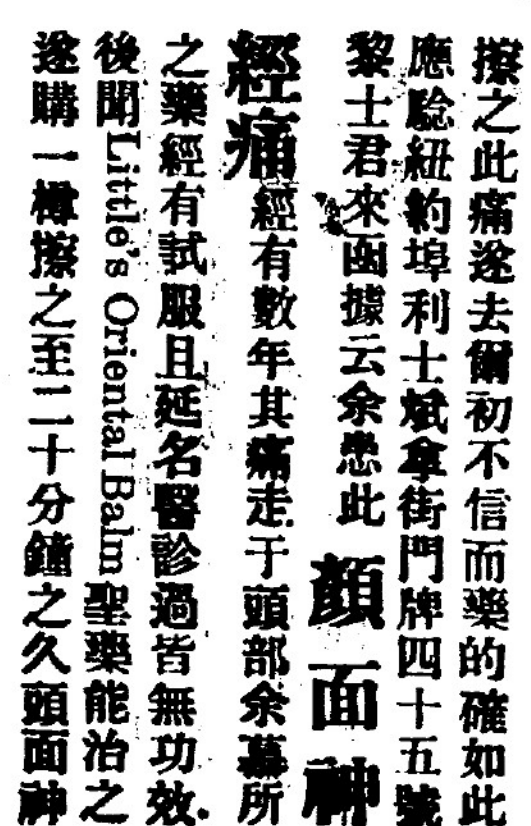 擦之此痛遂去爾初不信而藥的確如此
應驗紐約埠利士斌拿街門牌四十五號
黎士君來函據云余患此顏面神
經痛經有數年其痛走于頭部余慕所
之藥經有試服且延名醫診過皆無功效.
後聞Little's Oriental Balm聖藥能治之
遂購一樽擦之至二十分鐘之久頭面神